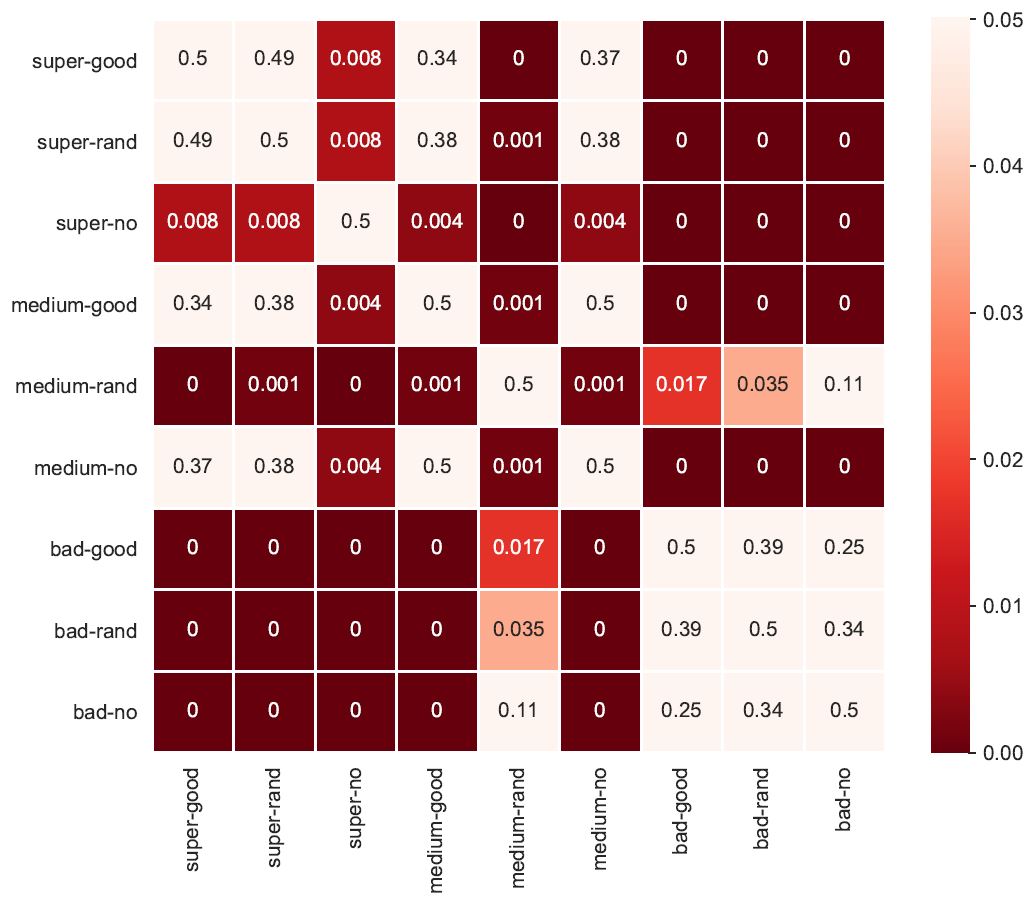 super-good 0.5 0.49 0.008 0.34 0 0.37 0 0 0
super-rand 0.49 0.5 0.008 0.38 0.001 0.38 0 0 0
super-no 0.008 0.008 0.5 0.004 0 0.004 0 0 0
medium-good 0.34 0.38 0.004 0.5 0.001 0.5 0 0 0
medium-rand 0 0.001 0 0.001 0.5 0.001 0.017 0.035 0.11
medium-no 0.37 0.38 0.004 0.5 0.001 0.5 0 0 0
bad-good 0 0 0 0 0.017 0 0.5 0.39 0.25
bad-rand 0 0 0 0 0.035 0 0.39 0.5 0.34
bad-no 0 0 0 0 0.11 0 0.25 0.34 0.5
super-good
super-rand
super-no
medium-good
medium-rand
medium-no
bad-good
bad-rand
bad-no
0.05
0.04
0.03
0.02
0.01
0.00